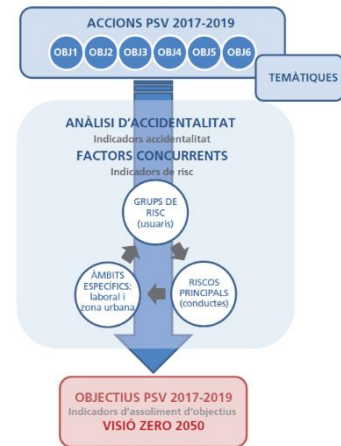 ACCIONS PSV 2017-2019
OBJ1 OBJ2 OBJ3 OBJ4 OBJ5 OBJ6
TEMÀTIQUES
ANÀLISI D'ACCIDENTALITAT
Indicadors accidentalitat
FACTORS CONCURRENTS
Indicadors de risc
GRUPS DE
RISC
(usuaris)
ÀMBITS
ESPECÍFICS:
laboral i
zona urbana
RISCOS
PRINCIPALS
(conductes)
OBJECTIUS PSV 2017-2019
Indicadors d'assoliment d'objectius
VISIÓ ZERO 2050